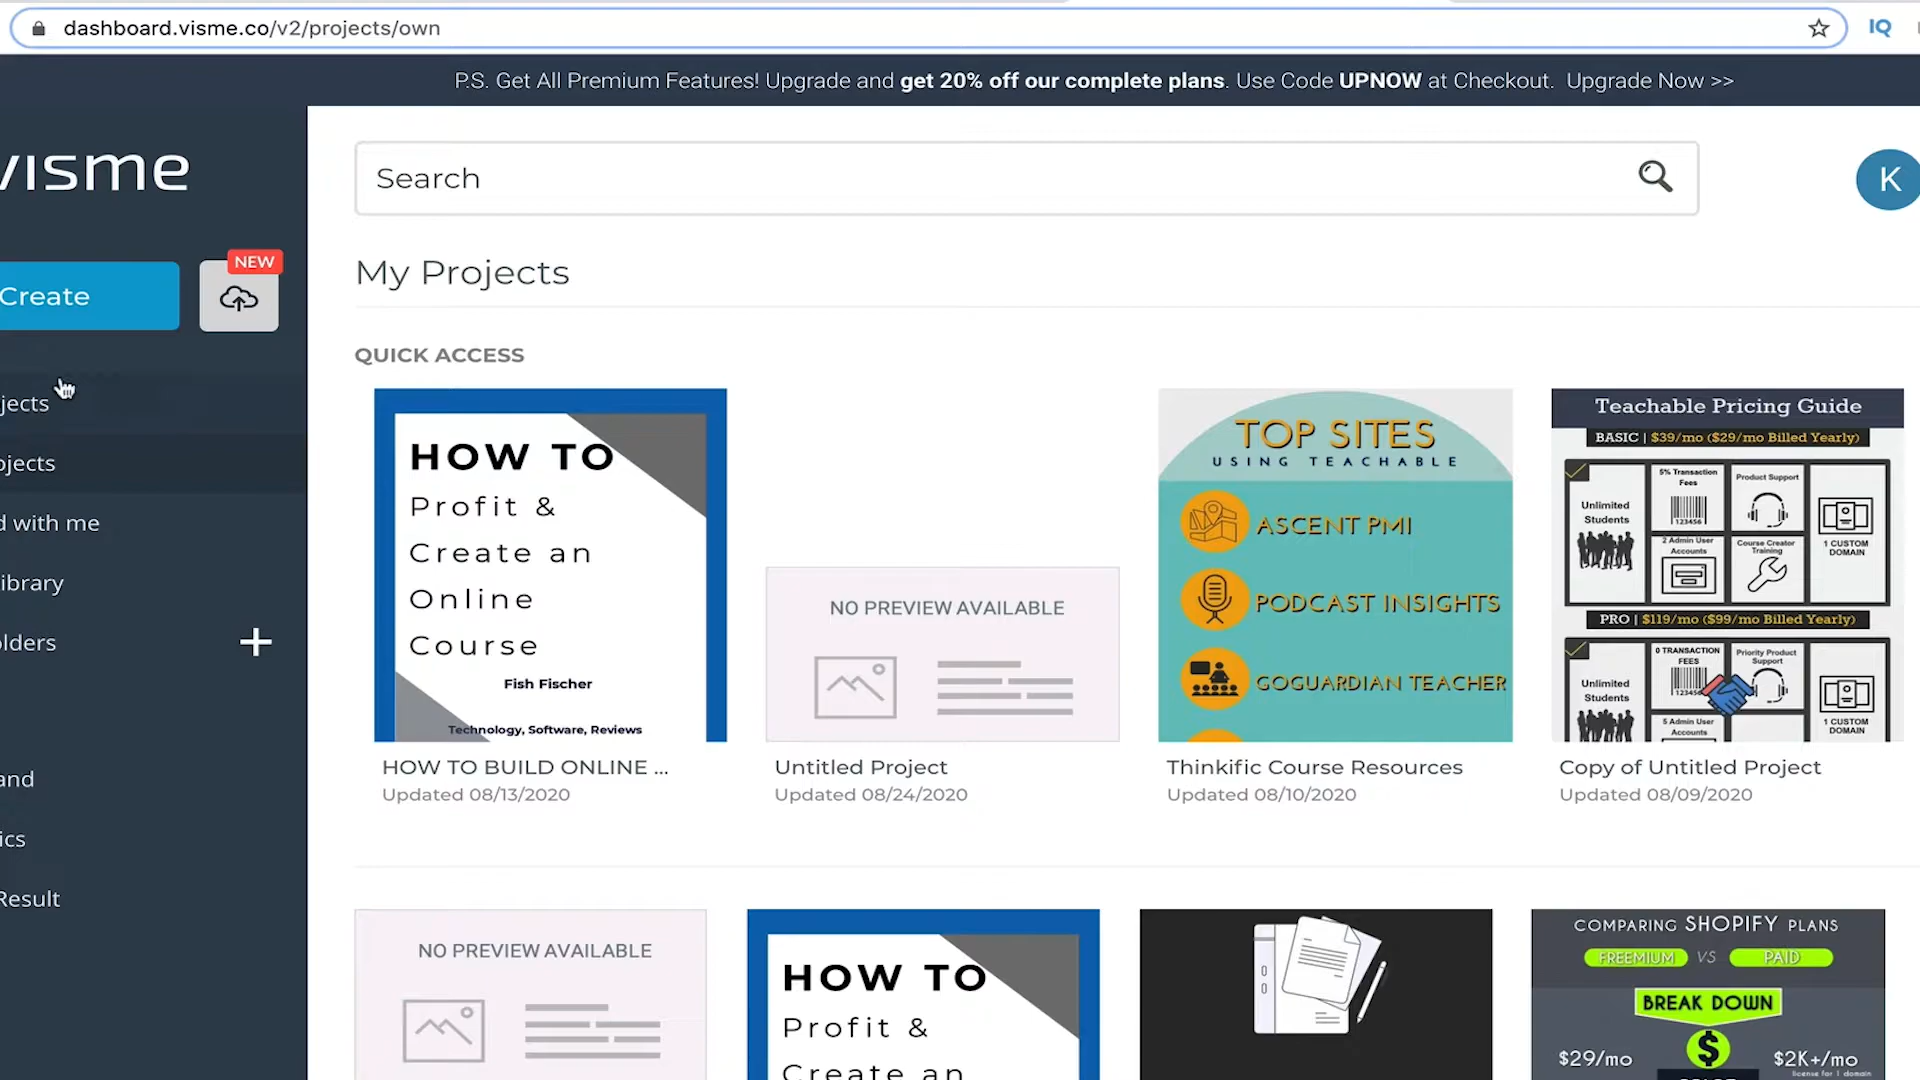 dashboard.visme.co/v2/projects/own
IQ
P.S. Get All Premium Features! Upgrade and get 20% off our complete plans. Use Code UPNOW at Checkout. Upgrade Now >>
visme
Search
K
NEW
Create
My Projects
QUICK ACCESS
jects
ojects
d with me
ibrary
olders
and
ics
Result
HOW TO
Profit &
Create an
Online
Course
Fish Fischer
Technology, Software, Reviews
HOW TO BUILD ONLINE ...
Updated 08/13/2020
NO PREVIEW AVAILABLE
Untitled Project
Updated 08/24/2020
TOP SITES
USING TEACHABLE
ASCENT PMI
PODCAST INSIGHTS
GOGUARDIAN TEACHER
Thinkific Course Resources
Updated 08/10/2020
Teachable Pricing Guide
BASIC | $39/mo ($29/mo Billed Yearly)
Unlimited
Students
5% Transaction
Fees
123456
Product Support
2 Admin User
Accounts
Course Creator
Training
1 CUSTOM
DOMAIN
PRO | $119/mo ($99/mo Billed Yearly)
Unlimited
Students
0 TRANSACTION
FEES
Priority Product
Support
5 Admin User
Accounts
1 CUSTOM
DOMAIN
Copy of Untitled Project
Updated 08/09/2020
NO PREVIEW AVAILABLE
HOW TO
Profit &
Create an
COMPARING SHOPIFY PLANS
FREEMIUM VS PAID
BREAK DOWN
$
$29/mo
$2K+/mo
license for 1 domain